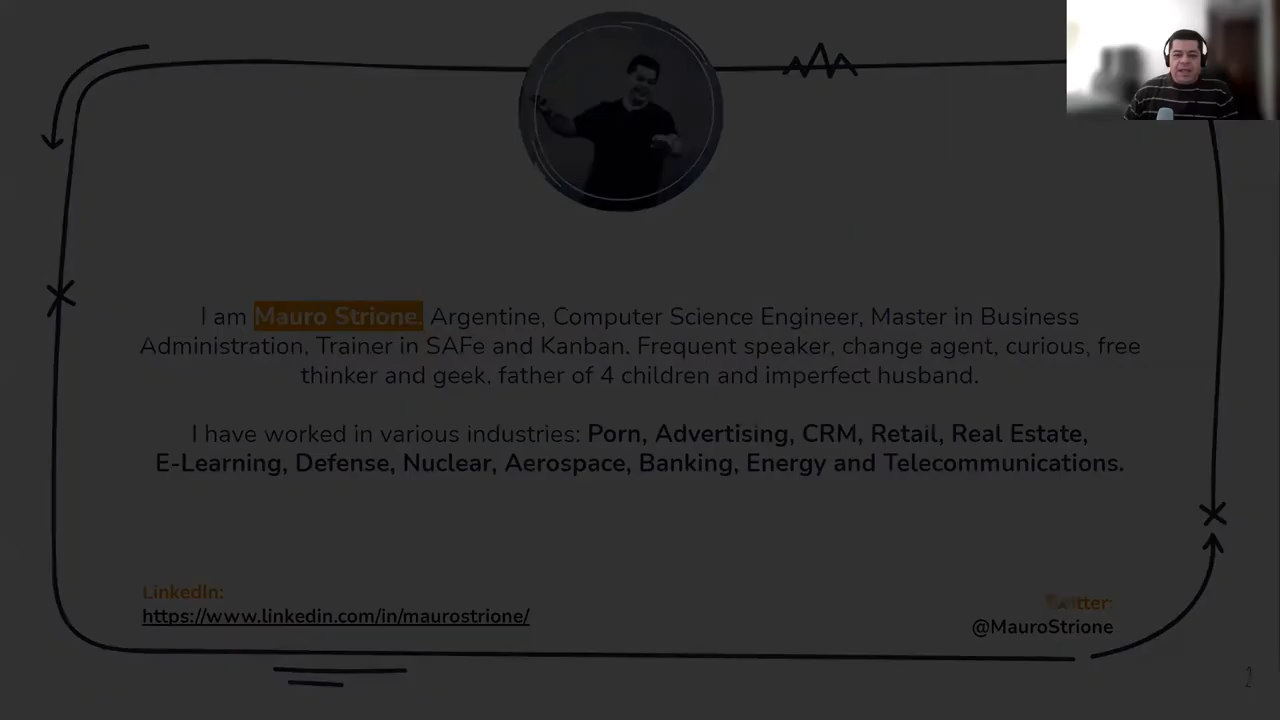 I am Mauro Strione, Argentine, Computer Science Engineer, Master in Business
Administration, Trainer in SAFe and Kanban. Frequent speaker, change agent, curious, free
thinker and geek, father of 4 children and imperfect husband.
I have worked in various industries: Porn, Advertising, CRM, Retail, Real Estate,
E-Learning, Defense, Nuclear, Aerospace, Banking, Energy and Telecommunications.
LinkedIn:
https://www.linkedin.com/in/maurostrione/
Twitter:
@MauroStrione
2